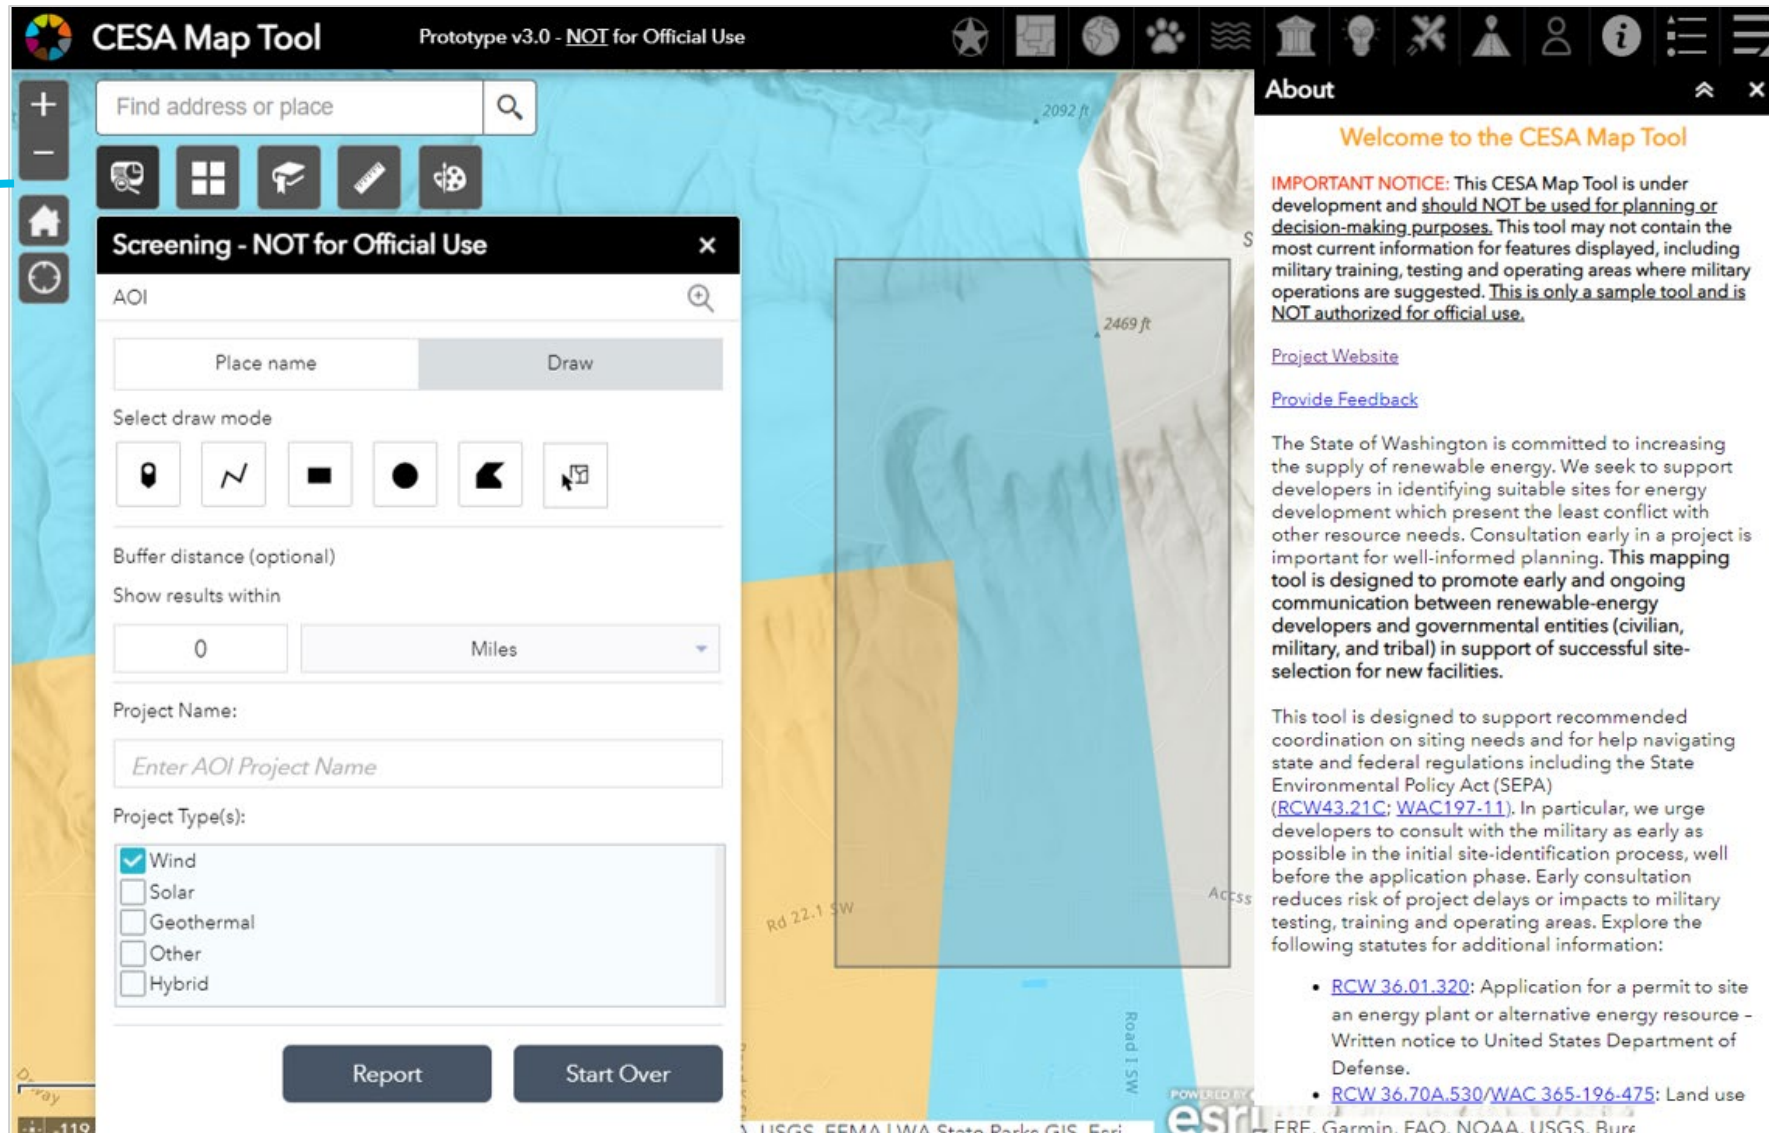 CESA Map Tool
Prototype v3.0 - NOT for Official Use
Find address or place
2092 ft
Screening - NOT for Official Use
AOI
Place name
Draw
Select draw mode
Buffer distance (optional)
Show results within
0
Miles
Project Name:
Enter AOI Project Name
Project Type(s):
Wind
Solar
Geothermal
Other
Hybrid
Report
Start Over
2469 ft
S
Rd 22.1 SW
Accss
Road I SW
-119
POWERED BY
esri
USGS, FEMA | WA State Parks GIS, Esri
About
Welcome to the CESA Map Tool
IMPORTANT NOTICE: This CESA Map Tool is under
development and should NOT be used for planning or
decision-making purposes. This tool may not contain the
most current information for features displayed, including
military training, testing and operating areas where military
operations are suggested. This is only a sample tool and is
NOT authorized for official use.
Project Website
Provide Feedback
The State of Washington is committed to increasing
the supply of renewable energy. We seek to support
developers in identifying suitable sites for energy
development which present the least conflict with
other resource needs. Consultation early in a project is
important for well-informed planning. This mapping
tool is designed to promote early and ongoing
communication between renewable-energy
developers and governmental entities (civilian,
military, and tribal) in support of successful site-
selection for new facilities.
This tool is designed to support recommended
coordination on siting needs and for help navigating
state and federal regulations including the State
Environmental Policy Act (SEPA)
(RCW43.21C; WAC197-11). In particular, we urge
developers to consult with the military as early as
possible in the initial site-identification process, well
before the application phase. Early consultation
reduces risk of project delays or impacts to military
testing, training and operating areas. Explore the
following statutes for additional information:
• RCW 36.01.320: Application for a permit to site
an energy plant or alternative energy resource –
Written notice to United States Department of
Defense.
• RCW 36.70A.530/WAC 365-196-475: Land use
Garmin, FAO, NOAA, USGS,